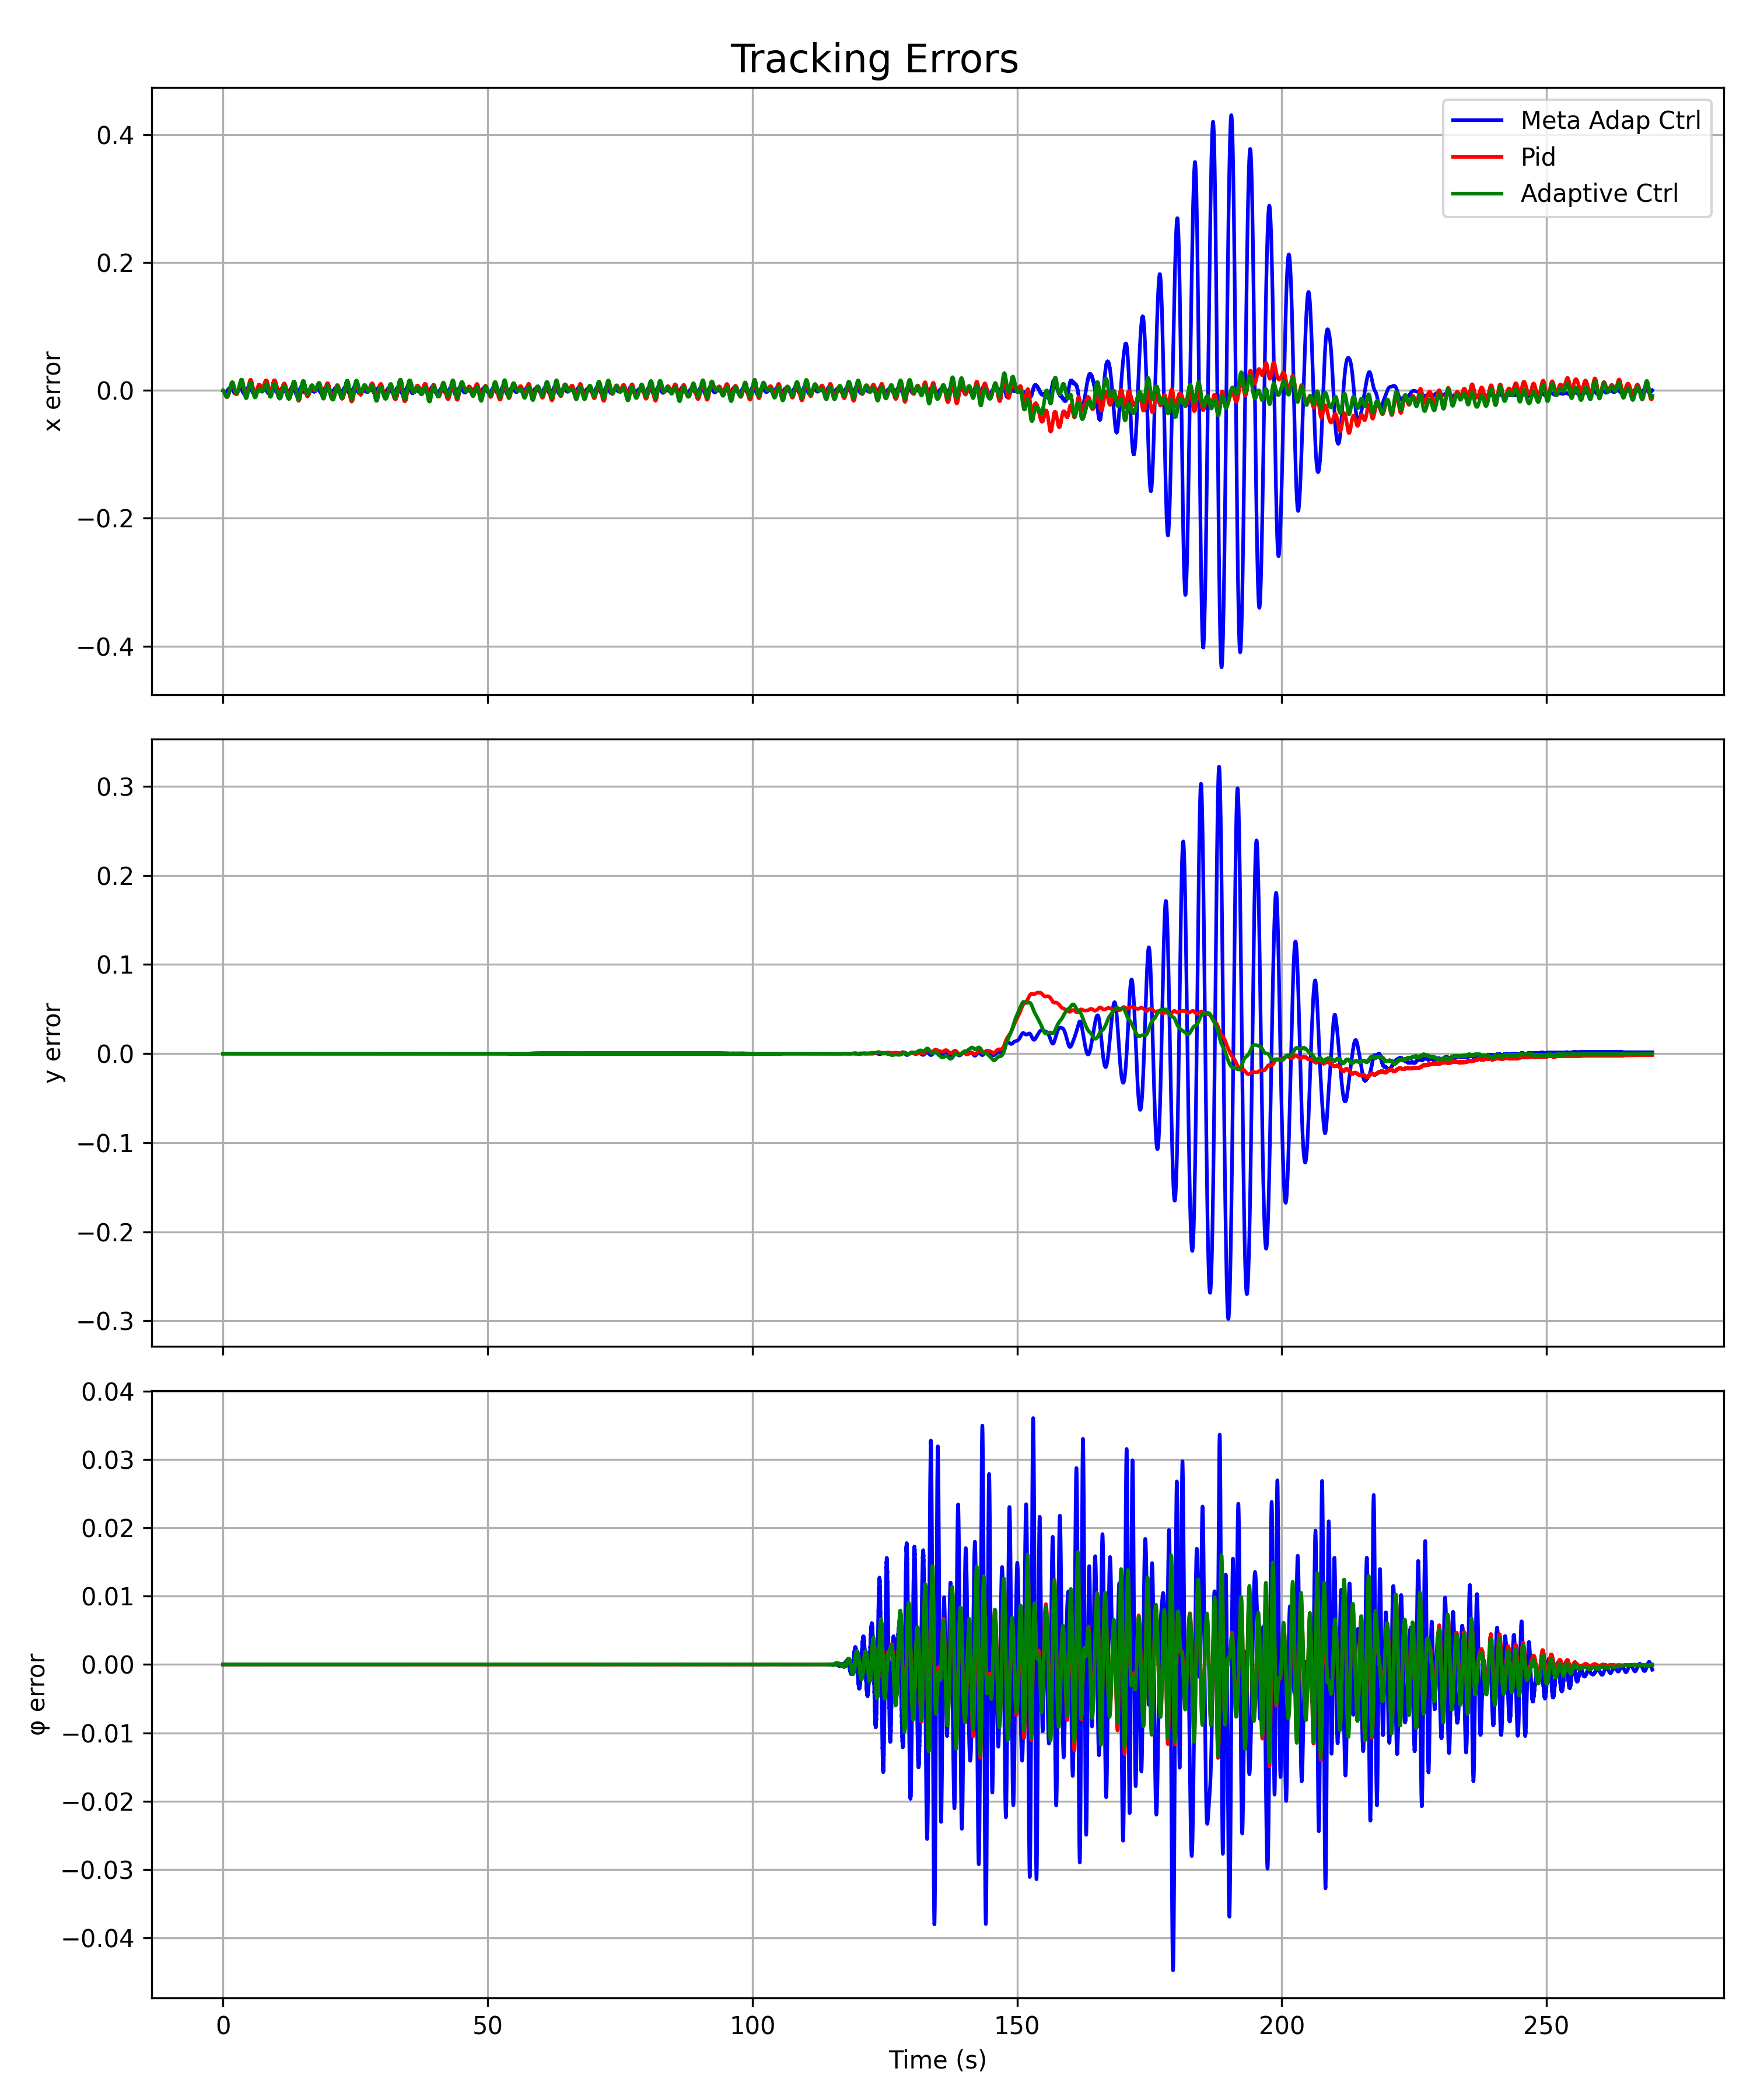 Tracking Errors
Meta Adap Ctrl
Pid
Adaptive Ctrl
0.4
0.2
0.0
−0.2
−0.4
x error
0.3
0.2
0.1
0.0
−0.1
−0.2
−0.3
y error
0.04
0.03
0.02
0.01
0.00
−0.01
−0.02
−0.03
−0.04
φ error
0 50 100 150 200 250
Time (s)